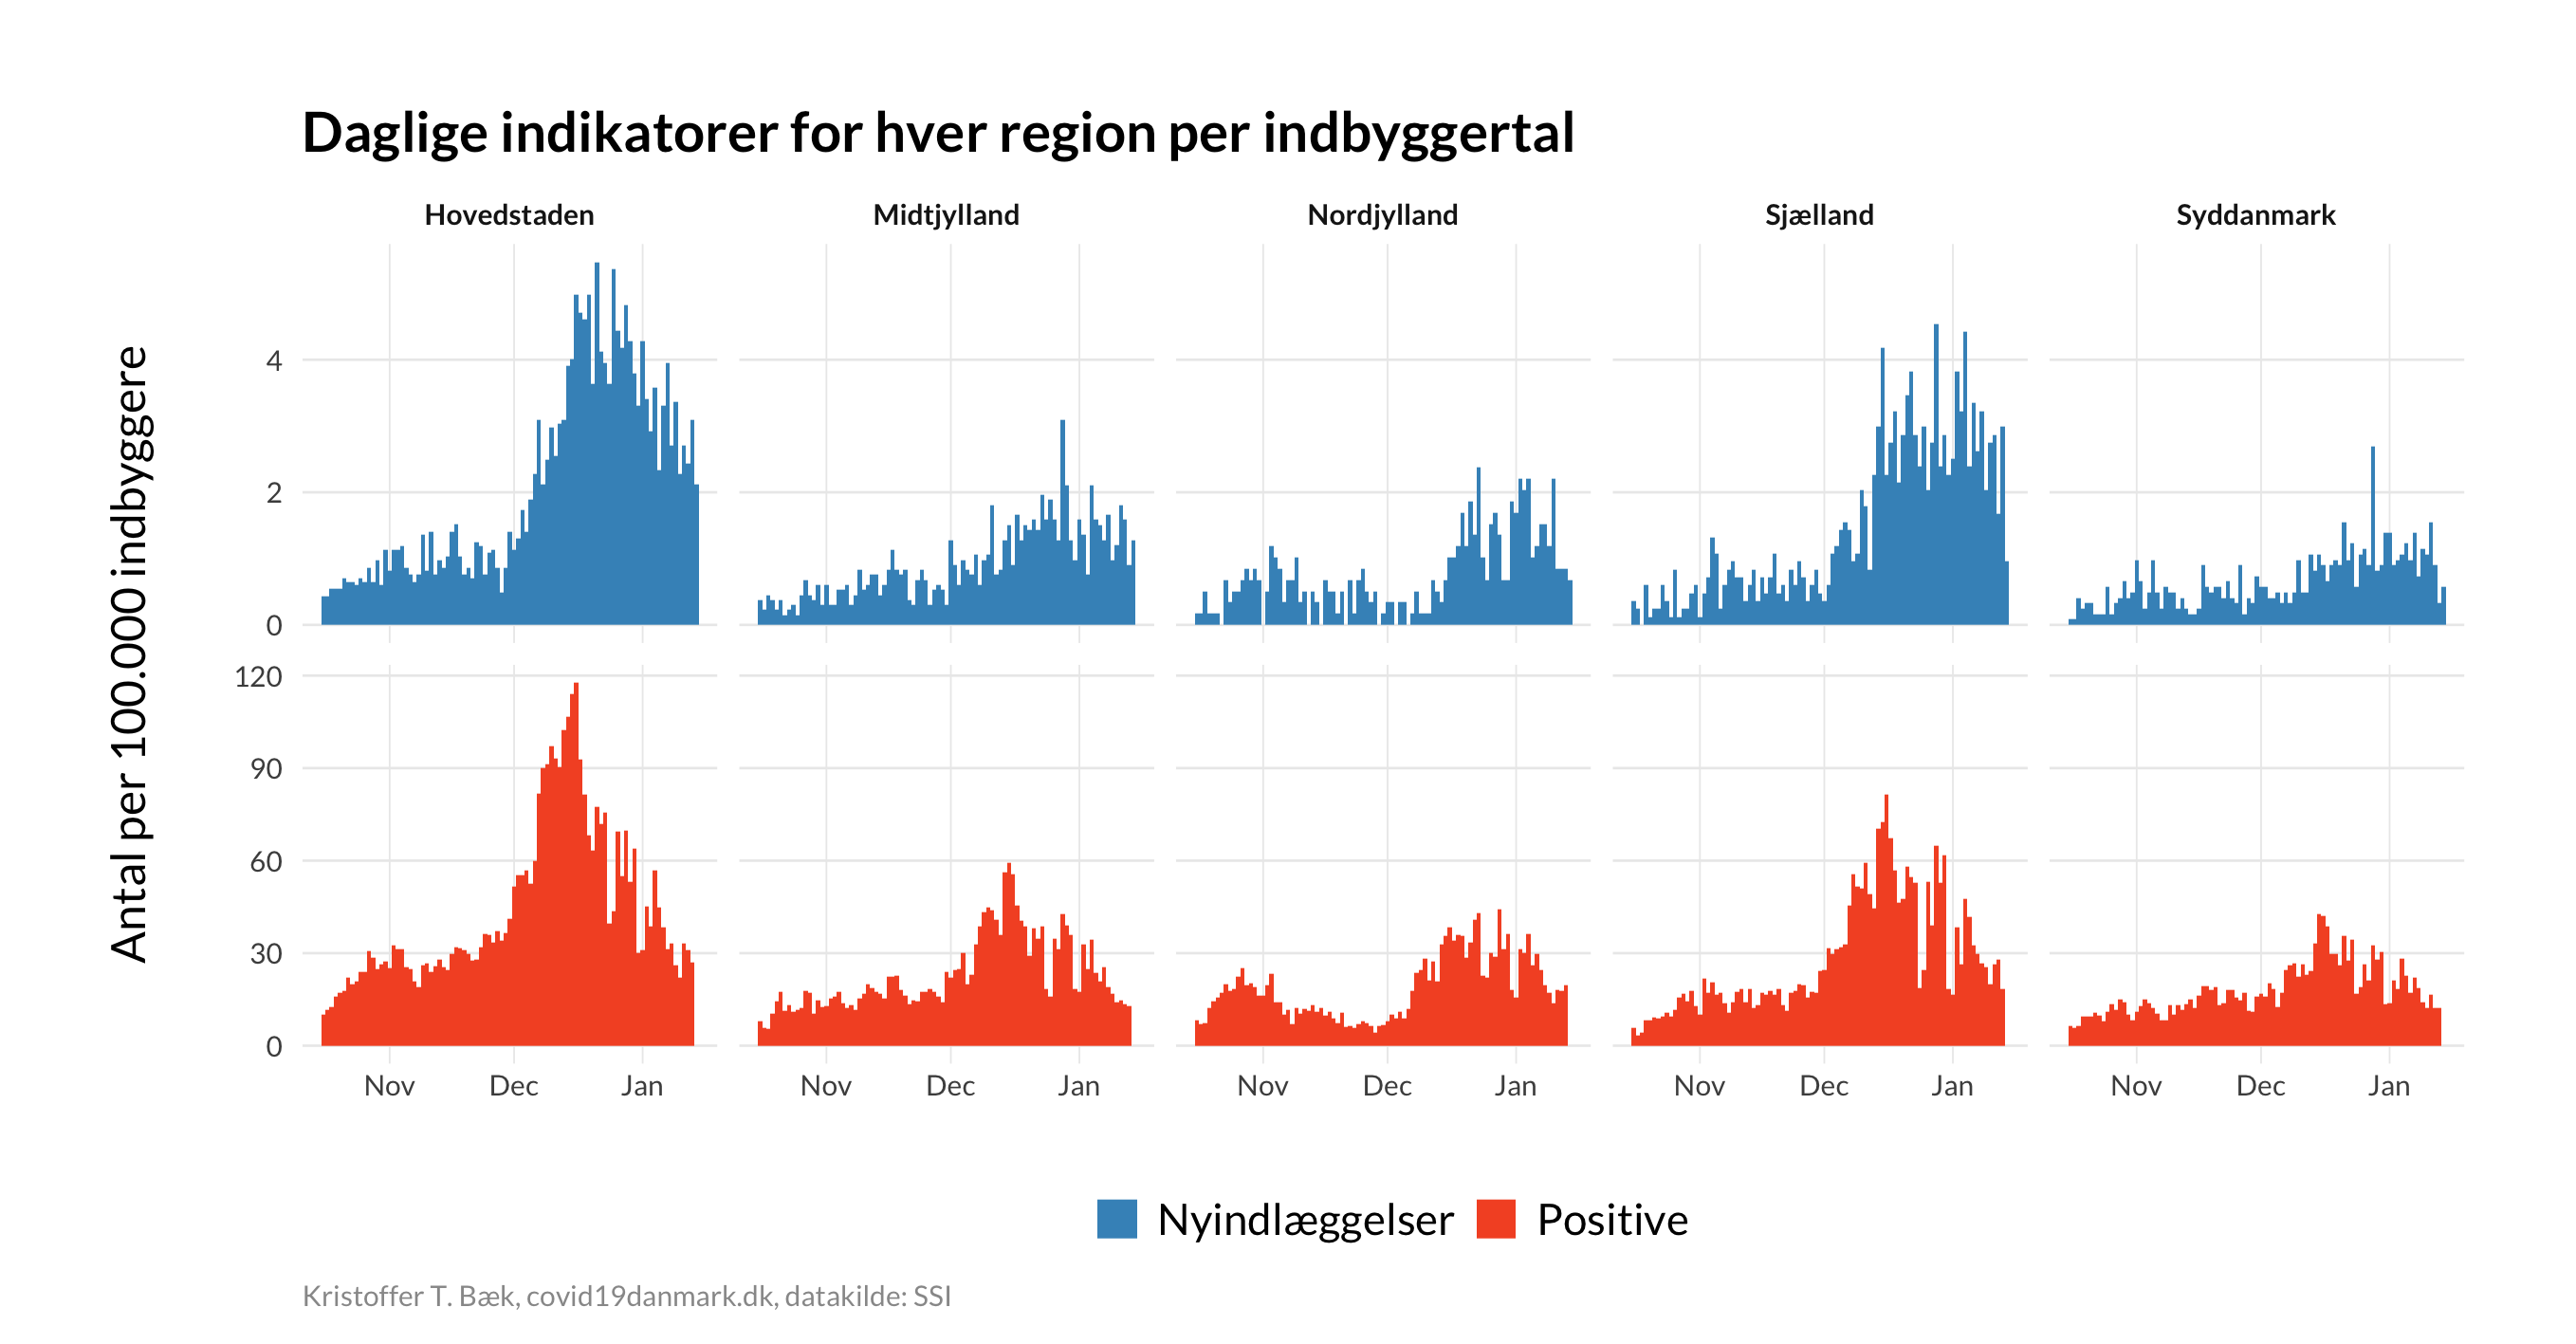 Daglige indikatorer for hver region per indbyggertal
Hovedstaden Midtjylland Nordjylland Sjælland Syddanmark
Antal per 100.000 indbyggere
4
2
0
120
90
60
30
0
Nov Dec Jan Nov Dec Jan Nov Dec Jan Nov Dec Jan Nov Dec Jan
Nyindlæggelser Positive
Kristoffer T. Bæk, covid19danmark.dk, datakilde: SSI